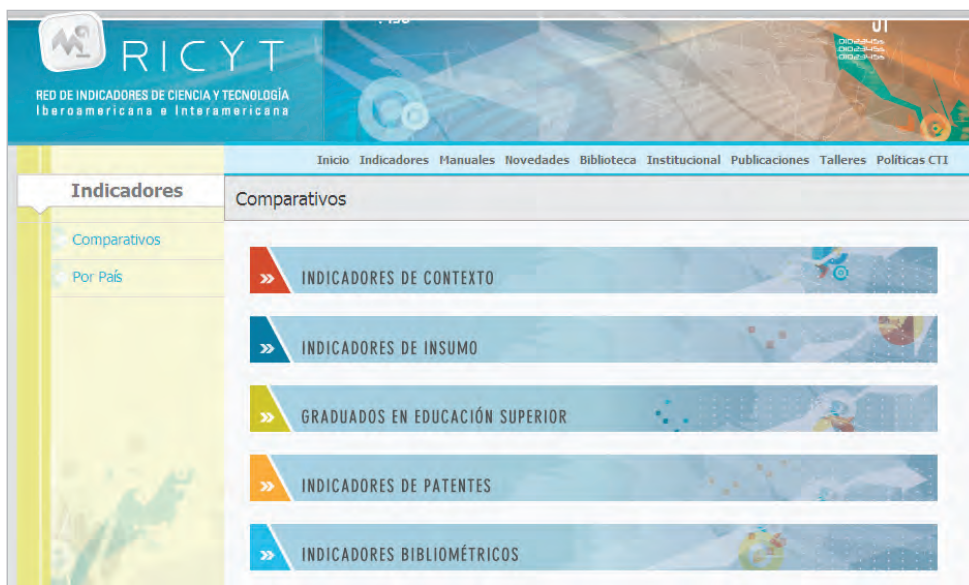 RICYT
RED DE INDICADORES DE CIENCIA Y TECNOLOGÍA
Iberoamericana e Interamericana
Inicio Indicadores Manuales Novedades Biblioteca Institucional Publicaciones Talleres Políticas CTI
Indicadores
Comparativos
Comparativos
Por País
INDICADORES DE CONTEXTO
INDICADORES DE INSUMO
GRADUADOS EN EDUCACIÓN SUPERIOR
INDICADORES DE PATENTES
INDICADORES BIBLIOMÉTRICOS